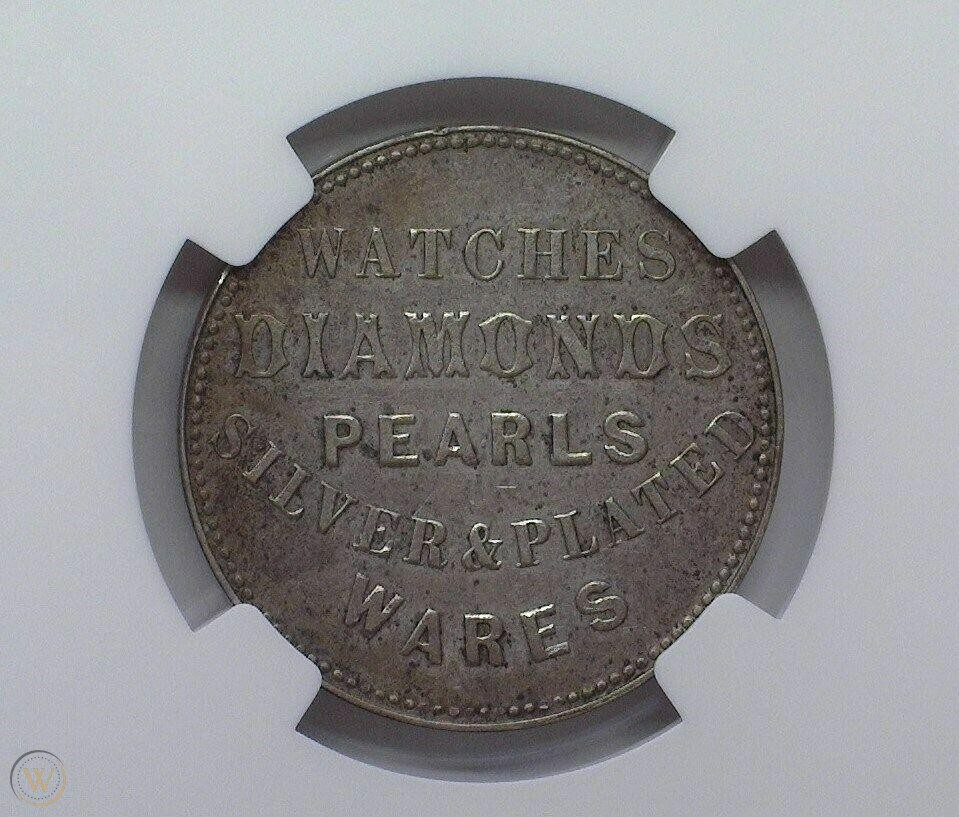 WATCHES
DIAMONDS
PEARLS
SILVER & PLATED
WARES
W